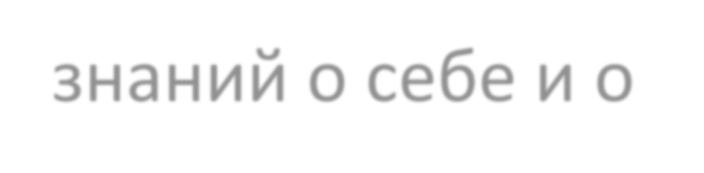 знаний о себе и о